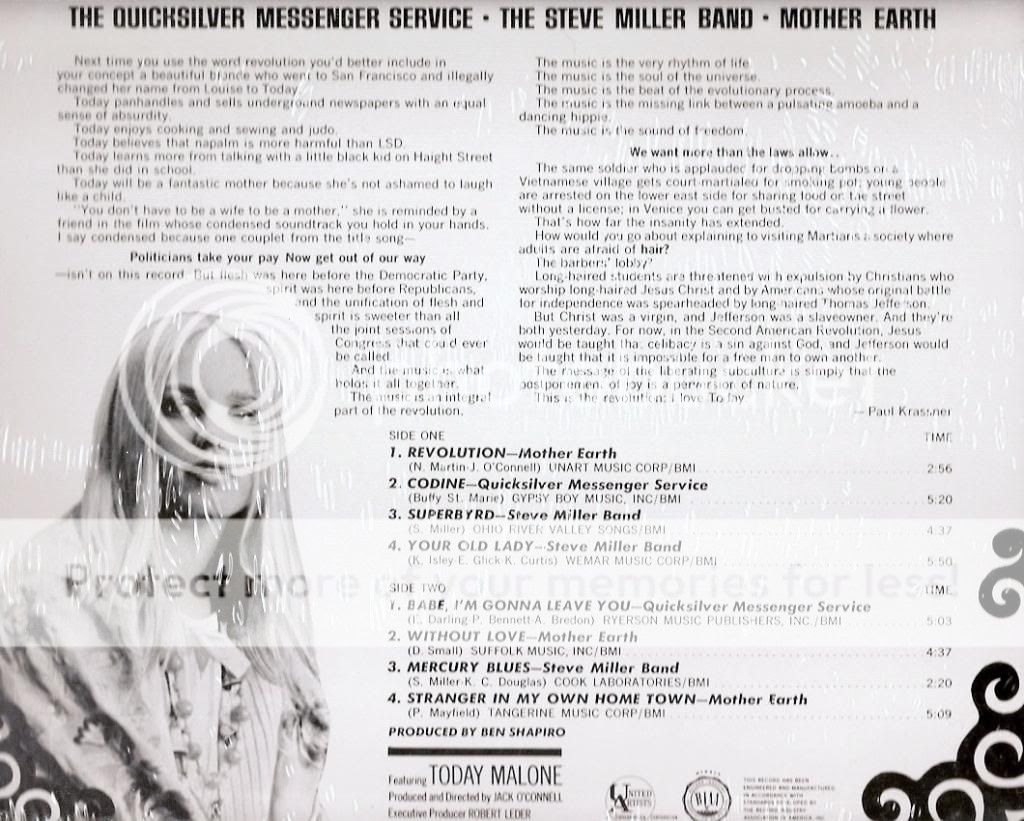 THE QUICKSILVER MESSENGER SERVICE • THE STEVE MILLER BAND • MOTHER EARTH
Next time you use the word revolution you'd better include in
your concept a beautiful blonde who went to San Francisco and illegally
changed her name from Louise to Today.
Today panhandles and sells underground newspapers with an equal
sense of absurdity.
Today enjoys cooking and sewing and judo.
Today believes that napalm is more harmful than LSD.
Today learns more from talking with a little black kid on Haight Street
than she did in school.
Today will be a fantastic mother because she's not ashamed to laugh
like a child.
"You don't have to be a wife to be a mother," she is reminded by a
friend in the film whose condensed soundtrack you hold in your hands.
I say condensed because one couplet from the title song—
Politicians take your pay Now get out of our way
—isn't on this record. But flesh was here before the Democratic Party,
spirit was here before Republicans,
and the unification of flesh and
spirit is sweeter than all
the joint sessions of
Congress that could ever
be called.
And the music is what
holds it all together.
The music is an integral
part of the revolution.
The music is the very rhythm of life.
The music is the soul of the universe.
The music is the beat of the evolutionary process.
The music is the missing link between a pulsating amoeba and a
dancing hippie.
The music is the sound of freedom.
We want more than the laws allow..
The same soldier who is applauded for dropping bombs on a
Vietnamese village gets court-martialed for smoking pot; young people
are arrested on the lower east side for sharing food on the street
without a license; in Venice you can get busted for carrying a flower.
That's how far the insanity has extended.
How would you go about explaining to visiting Martians a society where
adults are afraid of hair?
The barbers' lobby?
Long-haired students are threatened with expulsion by Christians who
worship long-haired Jesus Christ and by Americans whose original battle
for independence was spearheaded by long-haired Thomas Jefferson.
But Christ was a virgin, and Jefferson was a slaveowner. And they're
both yesterday. For now, in the Second American Revolution, Jesus
would be taught that celibacy is a sin against God, and Jefferson would
be taught that it is impossible for a free man to own another.
The message of the liberating subculture is simply that the
postponement of joy is a perversion of nature.
This is the revolution: I love Today
— Paul Krassner
SIDE ONE TIME
1. REVOLUTION—Mother Earth
(N. Martin-J. O'Connell) UNART MUSIC CORP/BMI 2:56
2. CODINE—Quicksilver Messenger Service
(Buffy St. Marie) GYPSY BOY MUSIC, INC/BMI 5:20
3. SUPERBYRD—Steve Miller Band
(S. Miller) OHIO RIVER VALLEY SONGS/BMI 4:37
4. YOUR OLD LADY—Steve Miller Band
(K. Isley-E. Glick-K. Curtis) WEMAR MUSIC CORP/BMI 5:50
Protect more of your memories for less!
SIDE TWO TIME
1. BABE, I'M GONNA LEAVE YOU—Quicksilver Messenger Service
(E. Darling-P. Bennett-A. Bredon) RYERSON MUSIC PUBLISHERS, INC./BMI 5:03
2. WITHOUT LOVE—Mother Earth
(D. Small) SUFFOLK MUSIC, INC/BMI 4:37
3. MERCURY BLUES—Steve Miller Band
(S. Miller-K. C. Douglas) COOK LABORATORIES/BMI 2:20
4. STRANGER IN MY OWN HOME TOWN—Mother Earth
(P. Mayfield) TANGERINE MUSIC CORP/BMI 5:09
PRODUCED BY BEN SHAPIRO
Featuring TODAY MALONE
Produced and Directed by JACK O'CONNELL
Executive Producer ROBERT LEDER
UNITED ARTISTS
THIS RECORD HAS BEEN
ENGINEERED AND MANUFACTURED
IN ACCORDANCE WITH
STANDARDS DEVELOPED BY
THE RECORD INDUSTRY
ASSOCIATION OF AMERICA, INC.